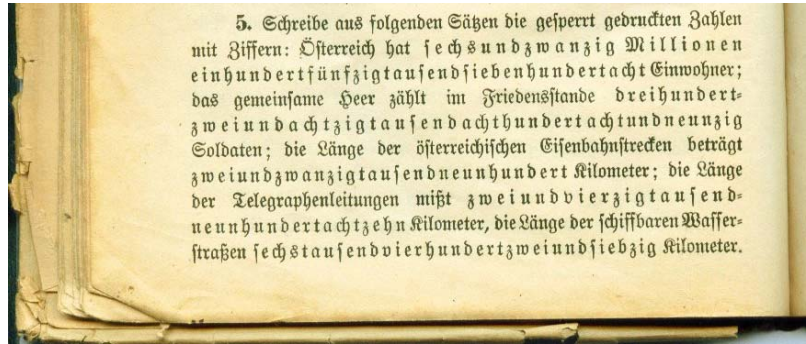 5. Schreibe aus folgenden Sätzen die gesperrt gedruckten Zahlen
mit Ziffern: Österreich hat sechsundzwanzig Millionen
einhundertfünfzigtausendsiebenhundertacht Einwohner;
das gemeinsame Heer zählt im Friedensstande dreihundert-
zweiundachtzigtausendachthundertachtundneunzig
Soldaten; die Länge der österreichischen Eisenbahnstrecken beträgt
zweiundzwanzigtausendneunhundert Kilometer; die Länge
der Telegraphenleitungen mißt zweiundvierzigtausend-
neunhundertachtzehn Kilometer, die Länge der schiffbaren Wasser-
straßen sechstausendvierhundertzweiundsiebzig Kilometer.